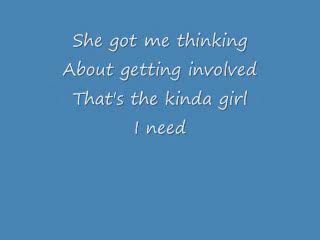 She got me thinking
About getting involved
That's the kinda girl
I need